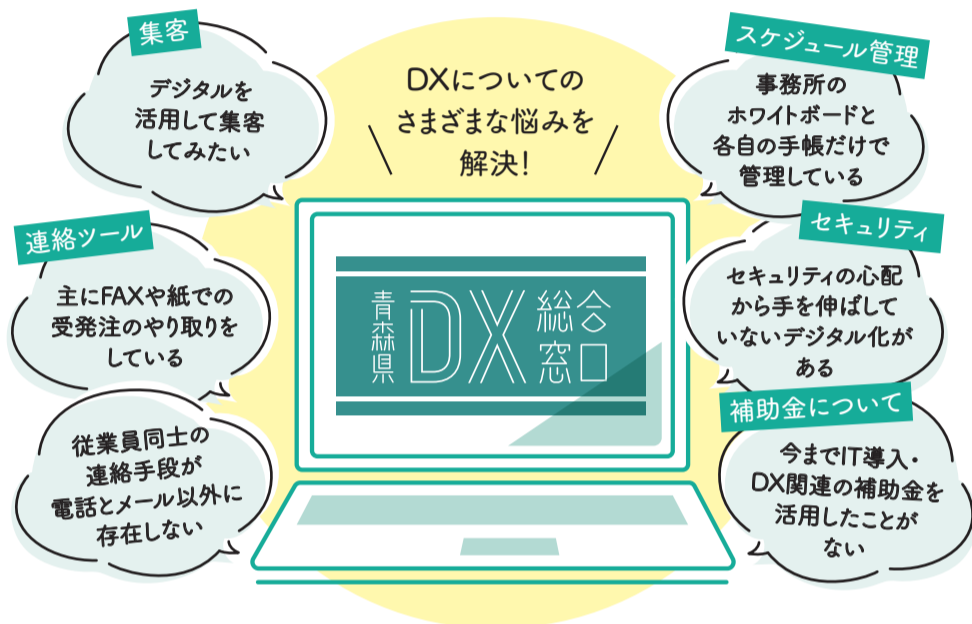 集客
デジタルを
活用して集客
してみたい
連絡ツール
主にFAXや紙での
受発注のやり取りを
している
従業員同士の
連絡手段が
電話とメール以外に
存在しない
DXについての
さまざまな悩みを
解決!
青森県DX総合窓口
スケジュール管理
事務所の
ホワイトボードと
各自の手帳だけで
管理している
セキュリティ
セキュリティの心配
から手を伸ばして
いないデジタル化が
ある
補助金について
今までIT導入・
DX関連の補助金を
活用したことが
ない